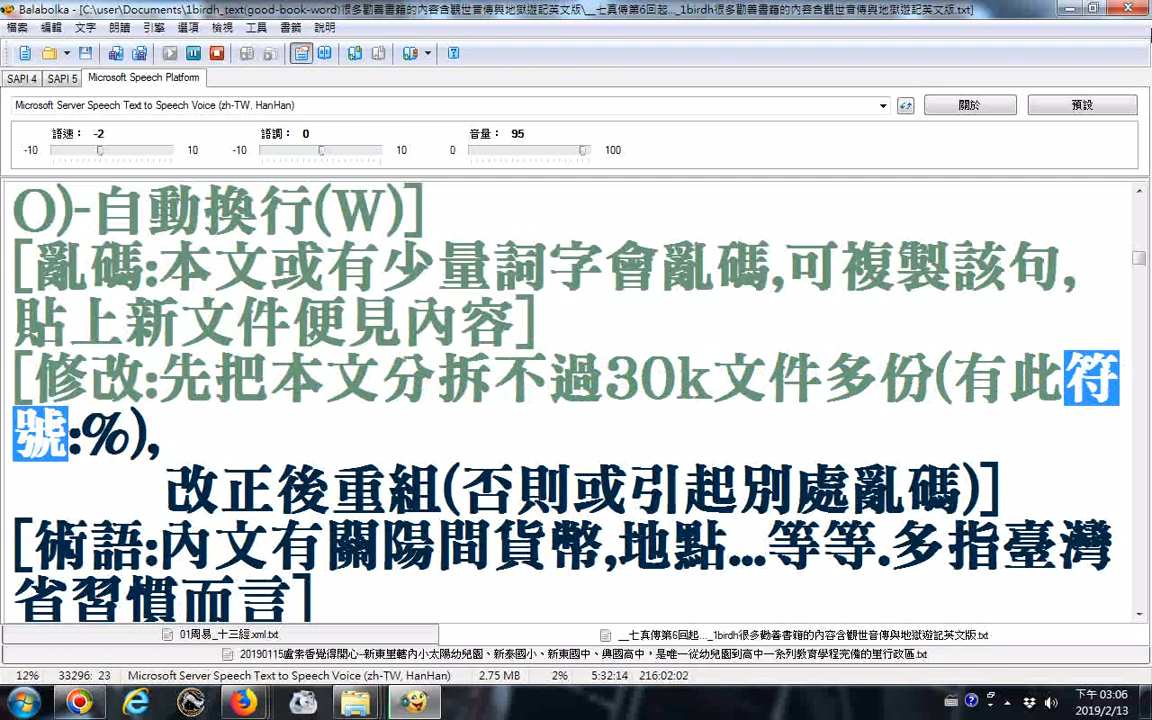 Balabolka - [C:\user\Documents\1birdh_text(good-book-word)很多勸善書籍的內容含觀世音傳與地獄遊記英文版\__七真傳第6回起..._1birdh很多勸善書籍的內容含觀世音傳與地獄遊記英文版.txt]
檔案 編輯 文字 朗讀 引擎 選項 檢視 工具 書籤 說明
SAPI 4 SAPI 5 Microsoft Speech Platform
Microsoft Server Speech Text to Speech Voice (zh-TW, HanHan) 關於 預設
語速： -2 語調： 0 音量： 95
-10 10 -10 10 0 100
O)-自動換行(W)]
[亂碼:本文或有少量詞字會亂碼,可複製該句,
貼上新文件便見內容]
[修改:先把本文分拆不過30k文件多份(有此符
號:%),
改正後重組(否則或引起別處亂碼)]
[術語:內文有關陽間貨幣,地點...等等.多指臺灣
省習慣而言]
01周易_十三經.xml.txt __七真傳第6回起..._1birdh很多勸善書籍的內容含觀世音傳與地獄遊記英文版.txt
20190115盧素香覺得開心-新東里轄內小太陽幼兒園、新泰國小、新東國中、典國高中，是唯一從幼兒園到高中一系列教育學程完備的里行政區.txt
12% 33296: 23 Microsoft Server Speech Text to Speech Voice (zh-TW, HanHan) 2.75 MB 2% 5:32:14 216:02:02
下午 03:06
2019/2/13